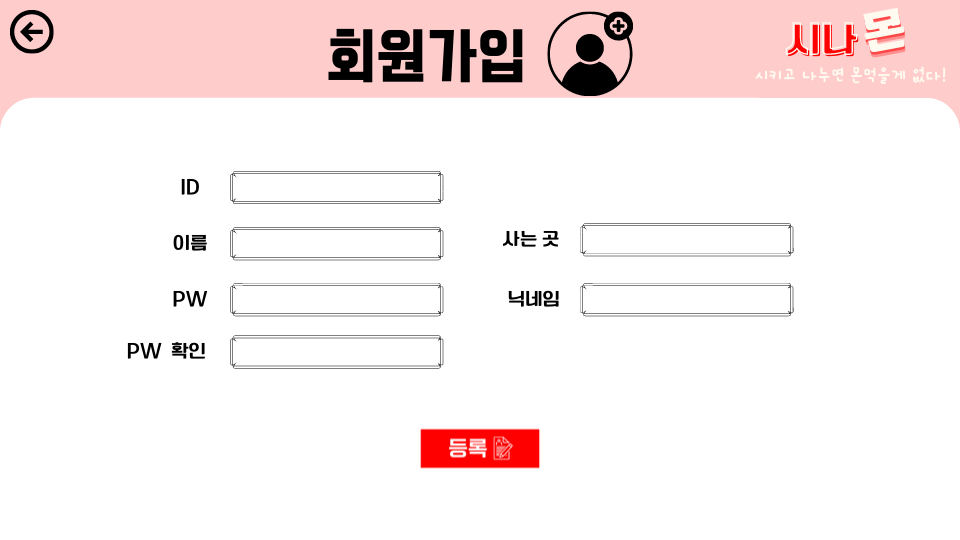 회원가입
시나몬
시키고 나누면 몬먹을게 없다!
ID
이름
사는 곳
PW
닉네임
PW 확인
등록